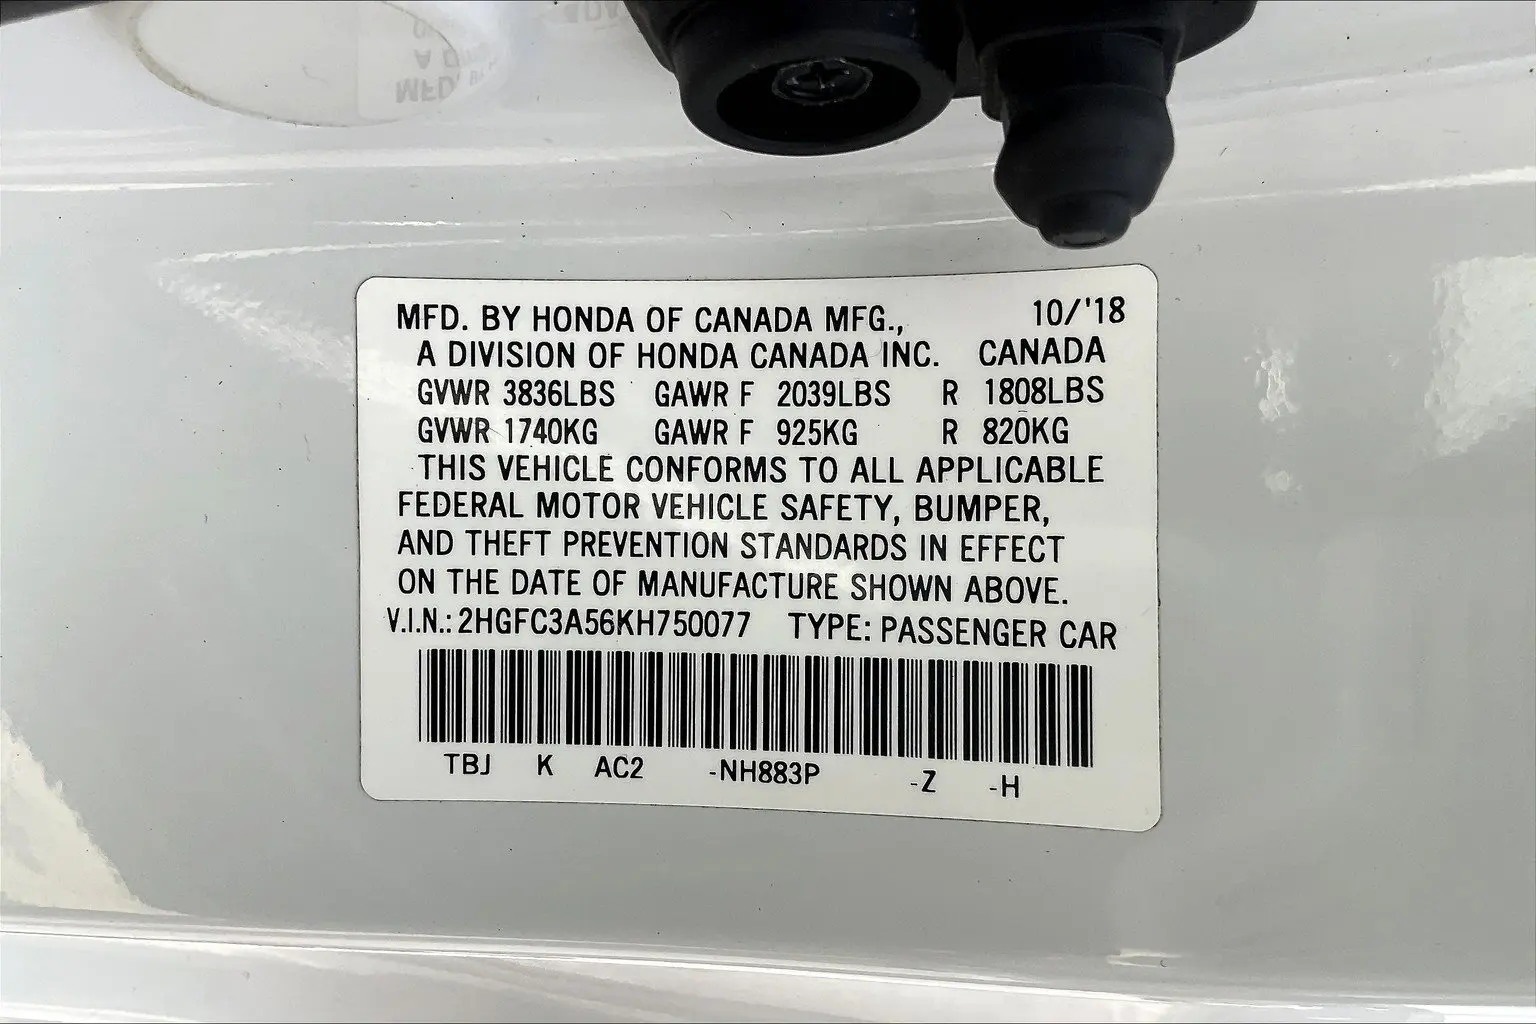 MFD. BY HONDA OF CANADA MFG., 10/'18
A DIVISION OF HONDA CANADA INC. CANADA
GVWR 3836LBS GAWR F 2039LBS R 1808LBS
GVWR 1740KG GAWR F 925KG R 820KG
THIS VEHICLE CONFORMS TO ALL APPLICABLE
FEDERAL MOTOR VEHICLE SAFETY, BUMPER,
AND THEFT PREVENTION STANDARDS IN EFFECT
ON THE DATE OF MANUFACTURE SHOWN ABOVE.
V.I.N.: 2HGFC3A56KH750077 TYPE: PASSENGER CAR
TBJ K AC2 -NH883P -Z -H